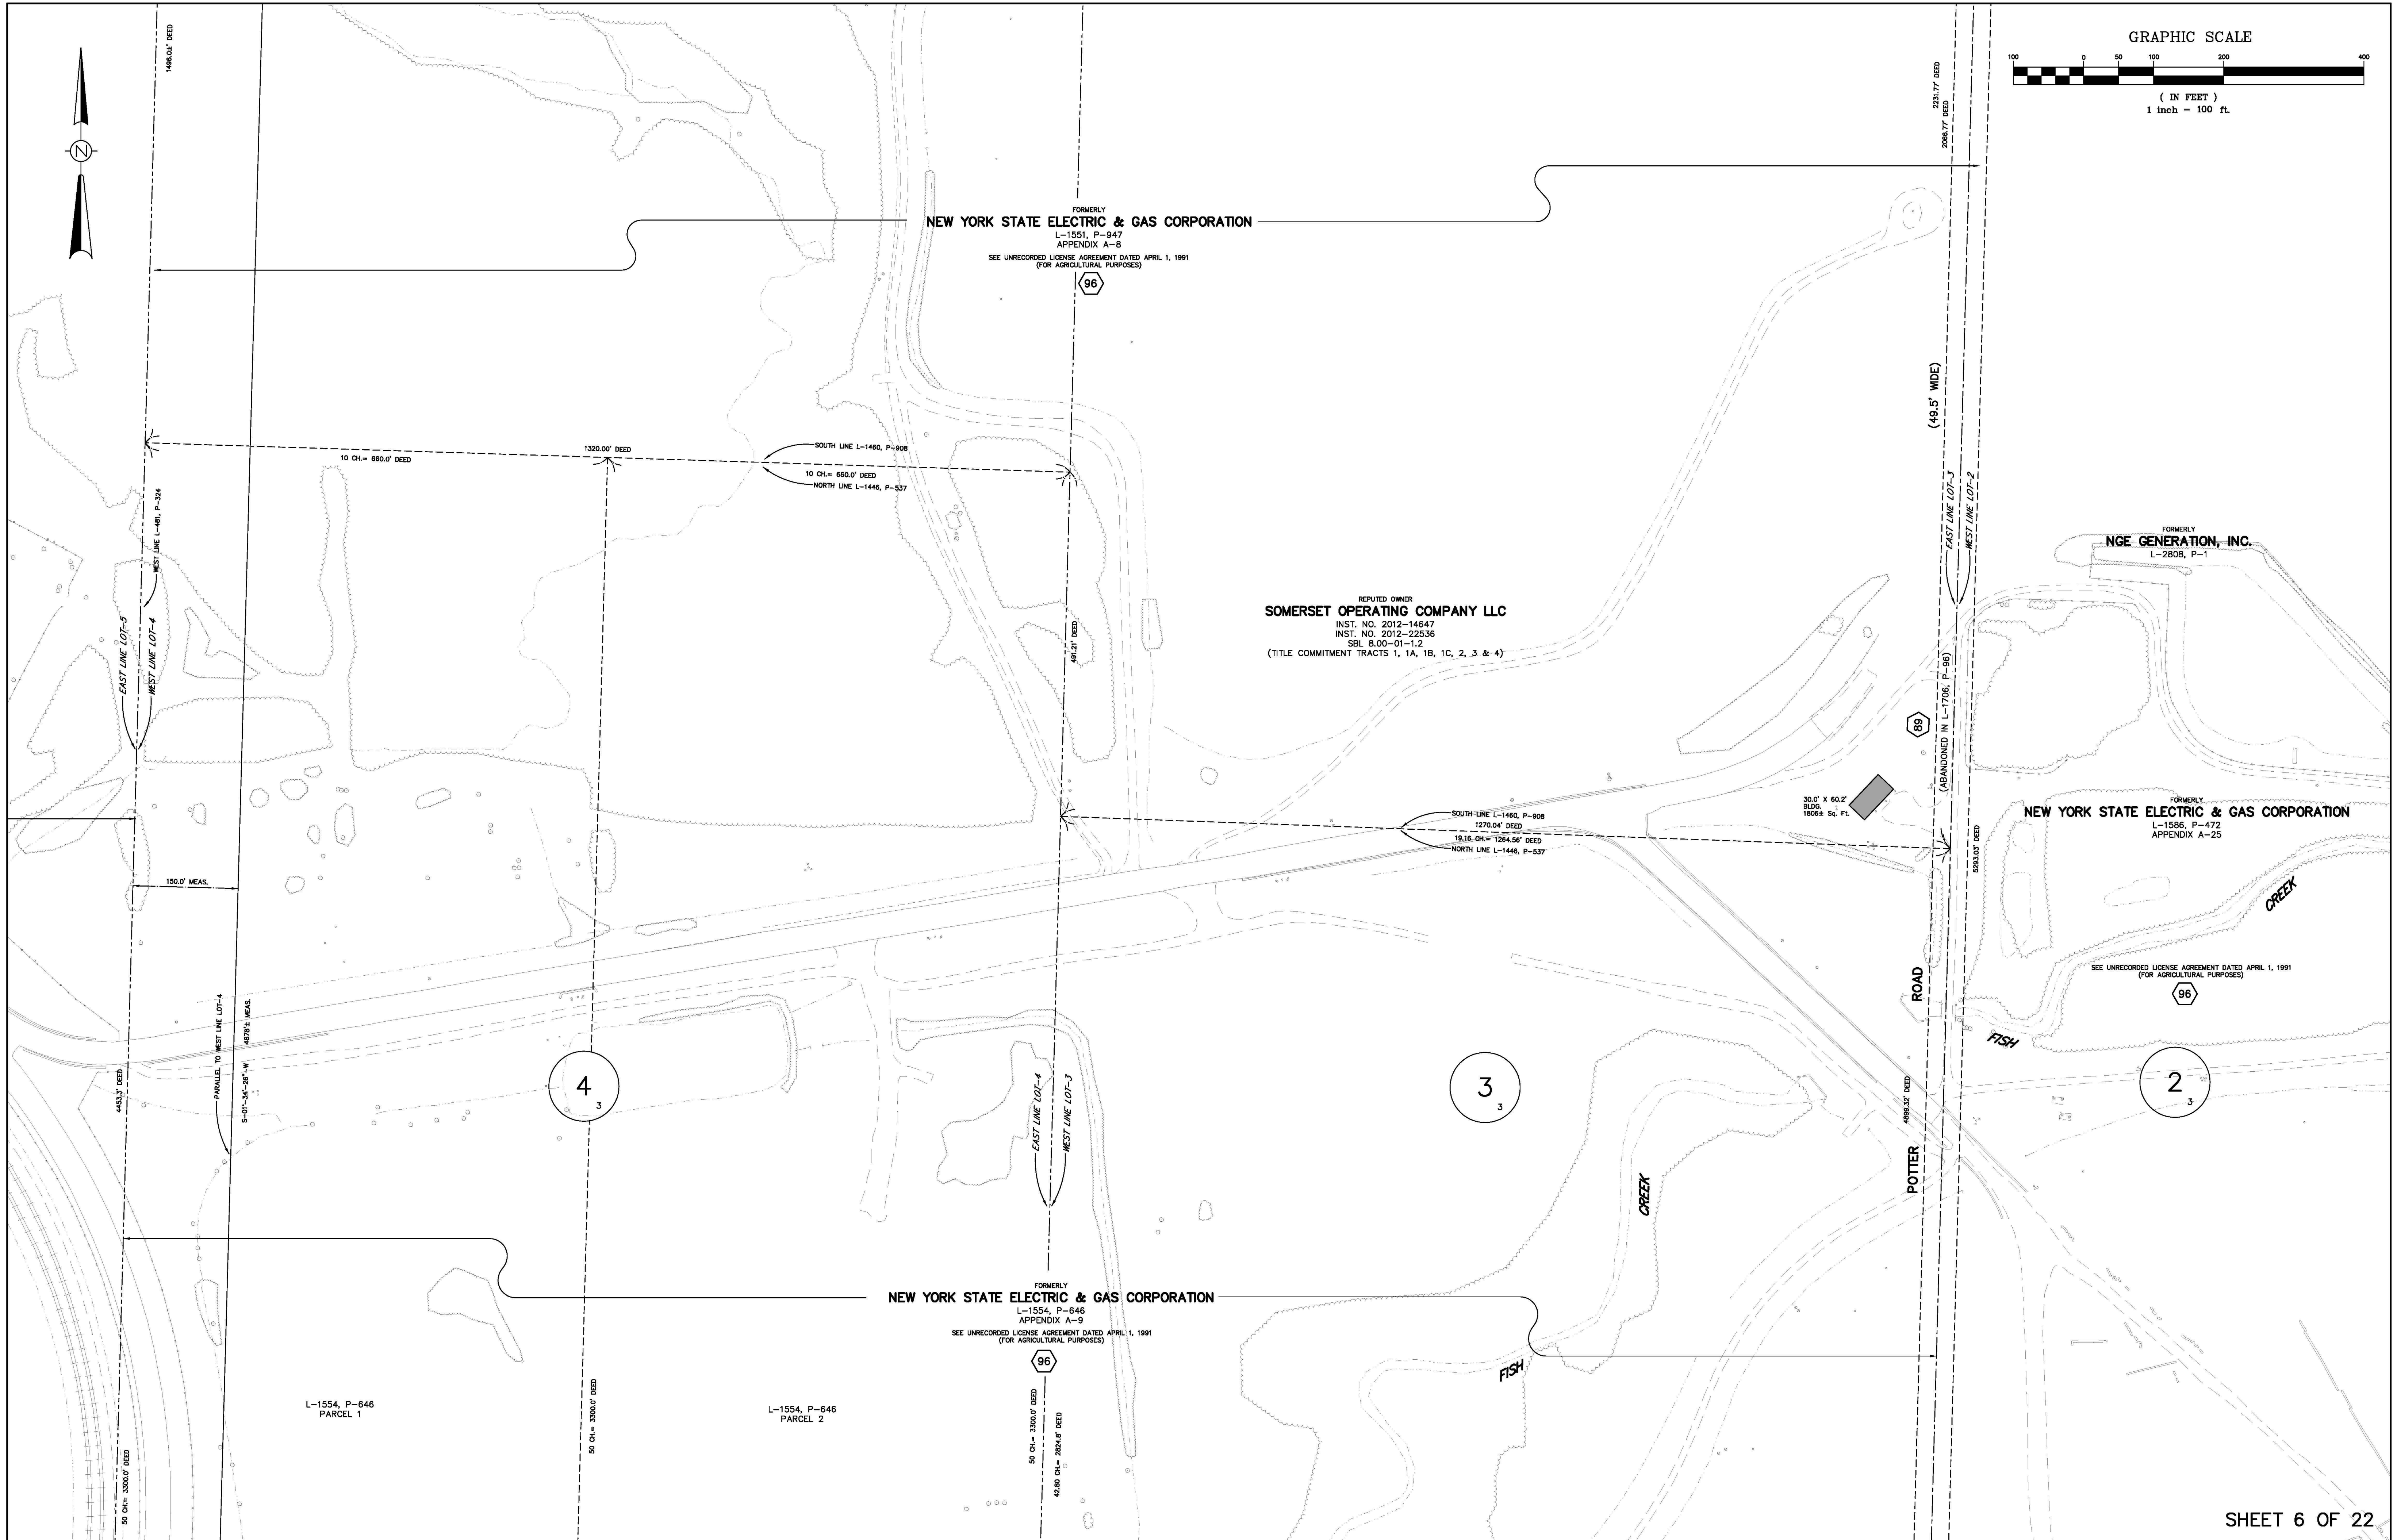 1496.0±' DEED
N
GRAPHIC SCALE
100 0 50 100 200 400
( IN FEET )
1 inch = 100 ft.
2231.77' DEED
2066.77' DEED
FORMERLY
NEW YORK STATE ELECTRIC & GAS CORPORATION
L-1551, P-947
APPENDIX A-8
SEE UNRECORDED LICENSE AGREEMENT DATED APRIL 1, 1991
(FOR AGRICULTURAL PURPOSES)
96
(49.5' WIDE)
1320.00' DEED
10 CH.= 660.0' DEED
SOUTH LINE L-1460, P-908
10 CH.= 660.0' DEED
NORTH LINE L-1446, P-537
WEST LINE L-481, P-324
EAST LINE LOT-5
WEST LINE LOT-4
491.21' DEED
EAST LINE LOT-3
WEST LINE LOT-2
FORMERLY
NGE GENERATION, INC.
L-2808, P-1
REPUTED OWNER
SOMERSET OPERATING COMPANY LLC
INST. NO. 2012-14647
INST. NO. 2012-22536
SBL 8.00-01-1.2
(TITLE COMMITMENT TRACTS 1, 1A, 1B, 1C, 2, 3 & 4)
89
(ABANDONED IN L-1706, P-96)
30.0' X 60.2'
BLDG.
1806± Sq. Ft.
FORMERLY
NEW YORK STATE ELECTRIC & GAS CORPORATION
L-1586, P-472
APPENDIX A-25
SOUTH LINE L-1460, P-908
1270.04' DEED
19.16 CH.= 1264.56' DEED
NORTH LINE L-1446, P-537
5293.03' DEED
150.0' MEAS.
CREEK
SEE UNRECORDED LICENSE AGREEMENT DATED APRIL 1, 1991
(FOR AGRICULTURAL PURPOSES)
96
ROAD
FISH
PARALLEL TO WEST LINE LOT-4
S-01°-34'-26"-W 4878'± MEAS.
4453.3' DEED
4
3
3
3
2
3
EAST LINE LOT-4
WEST LINE LOT-3
4899.32' DEED
POTTER
CREEK
FORMERLY
NEW YORK STATE ELECTRIC & GAS CORPORATION
L-1554, P-646
APPENDIX A-9
SEE UNRECORDED LICENSE AGREEMENT DATED APRIL 1, 1991
(FOR AGRICULTURAL PURPOSES)
96
FISH
L-1554, P-646
PARCEL 1
L-1554, P-646
PARCEL 2
50 CH.= 3300.0' DEED
50 CH.= 3300.0' DEED
50 CH.= 3300.0' DEED
42.80 CH.= 2824.8' DEED
SHEET 6 OF 22